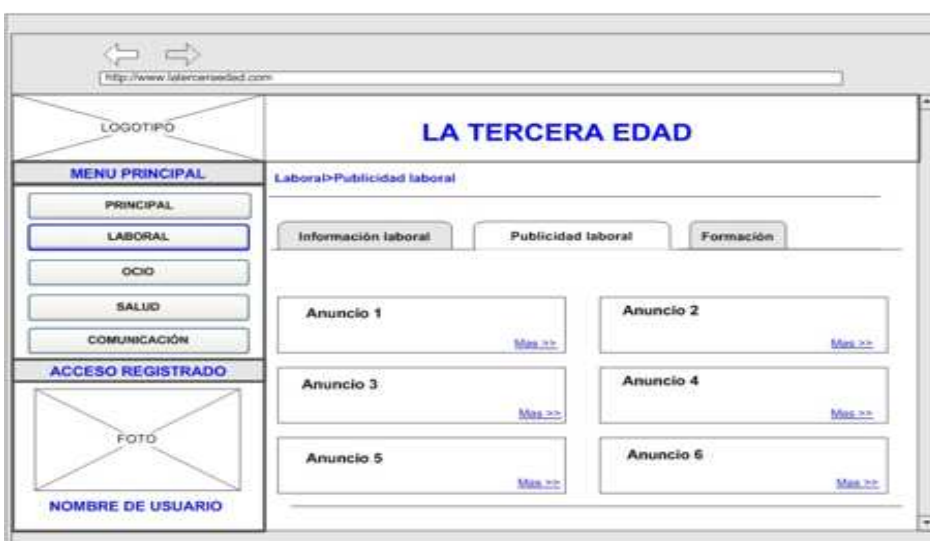 http://www.laterceraedad.com
LOGOTIPO
LA TERCERA EDAD
MENU PRINCIPAL
PRINCIPAL
LABORAL
OCIO
SALUD
COMUNICACIÓN
ACCESO REGISTRADO
FOTO
NOMBRE DE USUARIO
Laboral>Publicidad laboral
Información laboral Publicidad laboral Formación
Anuncio 1
Mas >>
Anuncio 2
Mas >>
Anuncio 3
Mas >>
Anuncio 4
Mas >>
Anuncio 5
Mas >>
Anuncio 6
Mas >>